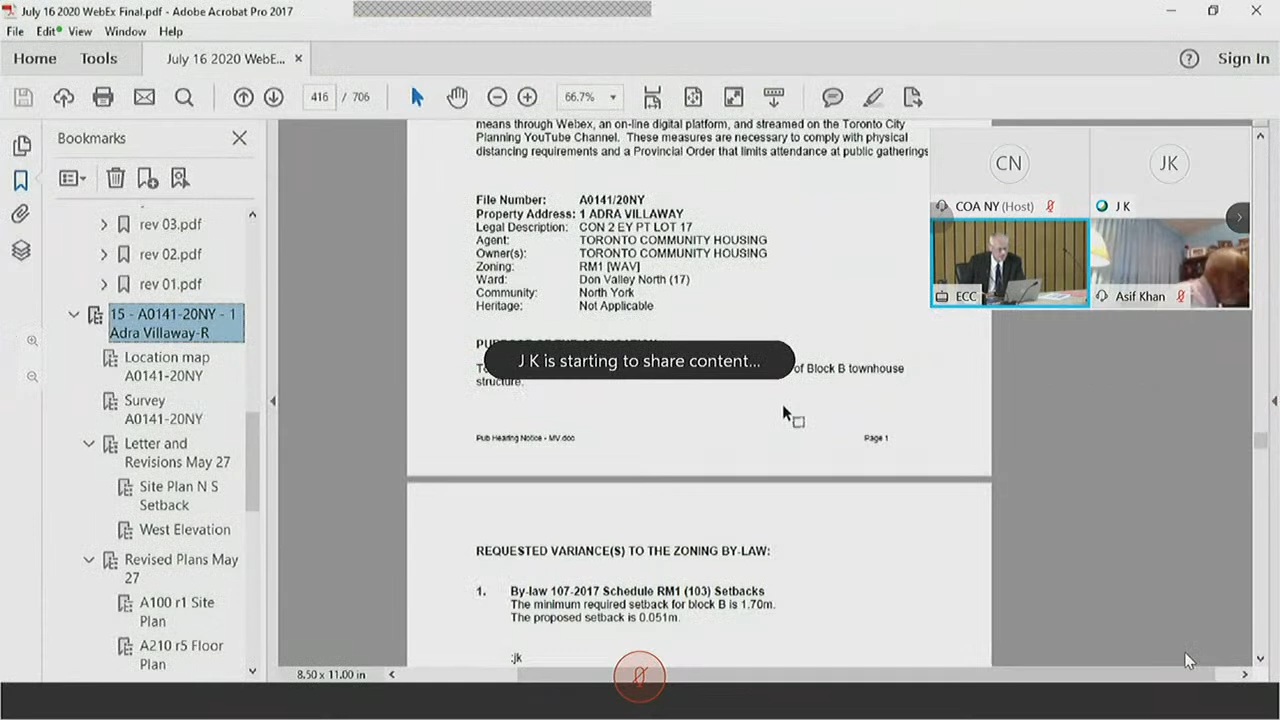 July 16 2020 WebEx Final.pdf - Adobe Acrobat Pro 2017
File Edit View Window Help
Home Tools July 16 2020 WebE... × Sign In
416 / 706 66.7%
Bookmarks
rev 03.pdf
rev 02.pdf
rev 01.pdf
15 - A0141-20NY - 1
Adra Villaway-R
Location map
A0141-20NY
Survey
A0141-20NY
Letter and
Revisions May 27
Site Plan N S
Setback
West Elevation
Revised Plans May
27
A100 r1 Site
Plan
A210 r5 Floor
Plan
means through Webex, an on-line digital platform, and streamed on the Toronto City
Planning YouTube Channel. These measures are necessary to comply with physical
distancing requirements and a Provincial Order that limits attendance at public gatherings
File Number: A0141/20NY
Property Address: 1 ADRA VILLAWAY
Legal Description: CON 2 EY PT LOT 17
Agent: TORONTO COMMUNITY HOUSING
Owner(s): TORONTO COMMUNITY HOUSING
Zoning: RM1 [WAV]
Ward: Don Valley North (17)
Community: North York
Heritage: Not Applicable
J K is starting to share content...
of Block B townhouse
structure.
Pub Hearing Notice - MV.doc Page 1
REQUESTED VARIANCE(S) TO THE ZONING BY-LAW:
1. By-law 107-2017 Schedule RM1 (103) Setbacks
The minimum required setback for block B is 1.70m.
The proposed setback is 0.051m.
:jk
8.50 x 11.00 in
CN
COA NY (Host)
JK
J K
ECC
Asif Khan